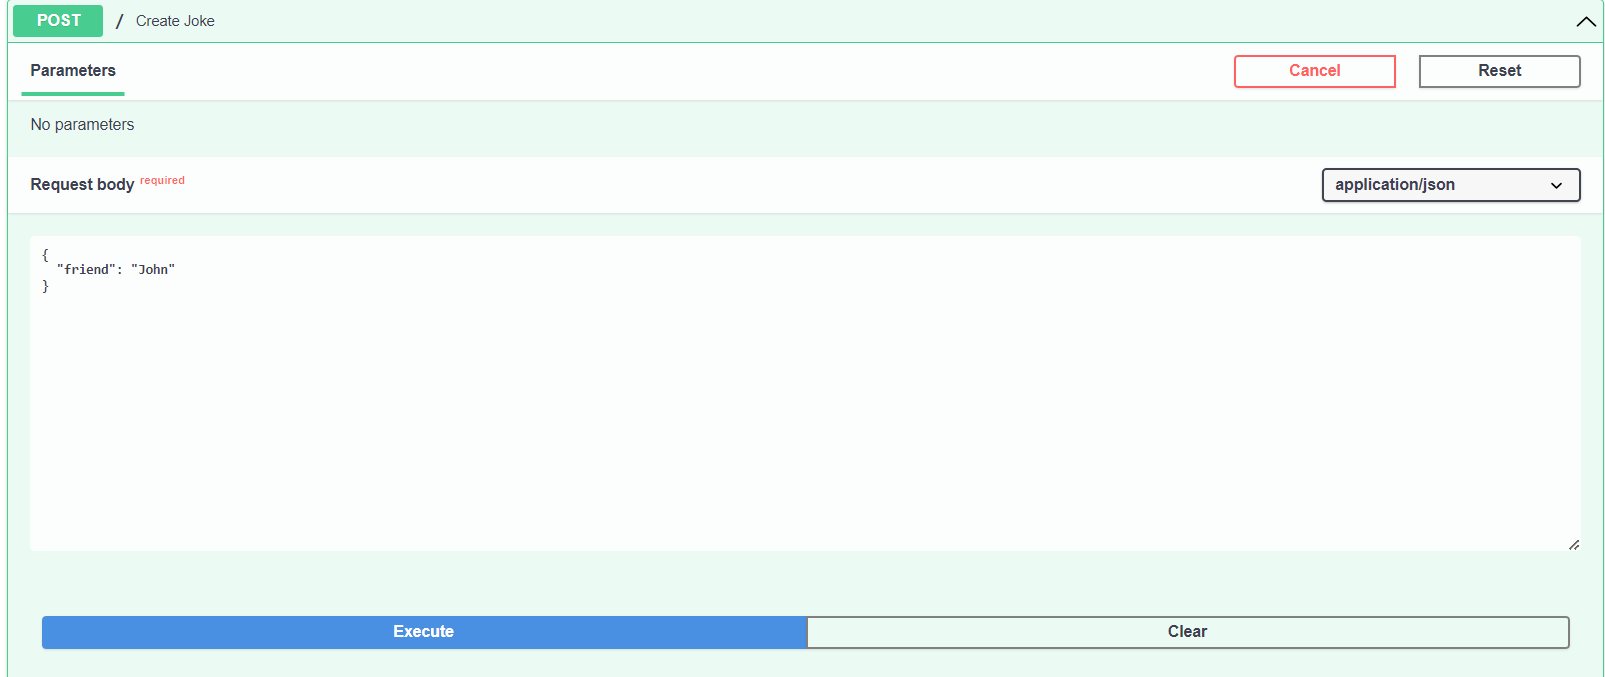 POST / Create Joke
Parameters
Cancel
Reset
No parameters
Request body required
application/json
{
  "friend": "John"
}
Execute
Clear